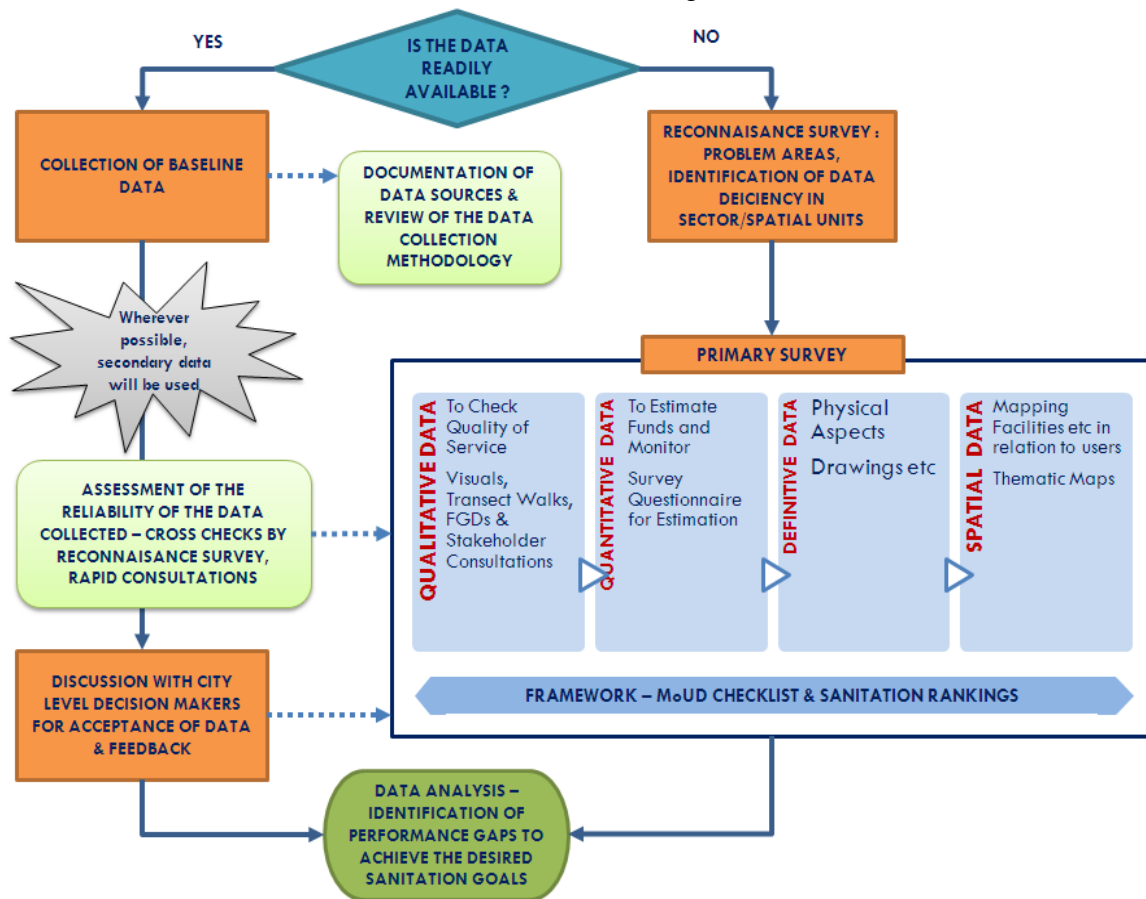 YES
IS THE DATA
READILY
AVAILABLE ?
NO
COLLECTION OF BASELINE
DATA
DOCUMENTATION OF
DATA SOURCES &
REVIEW OF THE DATA
COLLECTION
METHODOLOGY
RECONNAISANCE SURVEY :
PROBLEM AREAS,
IDENTIFICATION OF DATA
DEICIENCY IN
SECTOR/SPATIAL UNITS
Wherever
possible,
secondary data
will be used
PRIMARY SURVEY
QUALITATIVE DATA
To Check
Quality of
Service
Visuals,
Transect Walks,
FGDs &
Stakeholder
Consultations
QUANTITATIVE DATA
To Estimate
Funds and
Monitor
Survey
Questionnaire
for Estimation
DEFINITIVE DATA
Physical
Aspects
Drawings etc
SPATIAL DATA
Mapping
Facilities etc in
relation to users
Thematic Maps
ASSESSMENT OF THE
RELIABILITY OF THE DATA
COLLECTED – CROSS CHECKS BY
RECONNAISANCE SURVEY,
RAPID CONSULTATIONS
FRAMEWORK – MoUD CHECKLIST & SANITATION RANKINGS
DISCUSSION WITH CITY
LEVEL DECISION MAKERS
FOR ACCEPTANCE OF DATA
& FEEDBACK
DATA ANALYSIS –
IDENTIFICATION OF
PERFORMANCE GAPS TO
ACHIEVE THE DESIRED
SANITATION GOALS